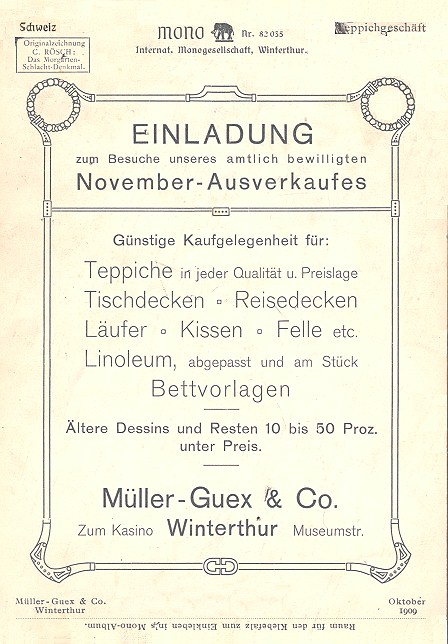 Schweiz
mono Nr. 82055
Teppichgeschäft
Internat. Monogesellschaft, Winterthur.
Originalzeichnung
C. RÖSCH:
Das Morgarten-
Schlacht-Denkmal.
EINLADUNG
zum Besuche unseres amtlich bewilligten
November-Ausverkaufes
Günstige Kaufgelegenheit für:
Teppiche in jeder Qualität u. Preislage
Tischdecken ▫ Reisedecken
Läufer ▫ Kissen ▫ Felle etc.
Linoleum, abgepasst und am Stück
Bettvorlagen
Ältere Dessins und Resten 10 bis 50 Proz.
unter Preis.
Müller-Guex & Co.
Zum Kasino Winterthur Museumstr.
Müller-Guex & Co.
Winterthur
Oktober
1909
Raum für den Klebefalz zum Einkleben in's Mono-Album.